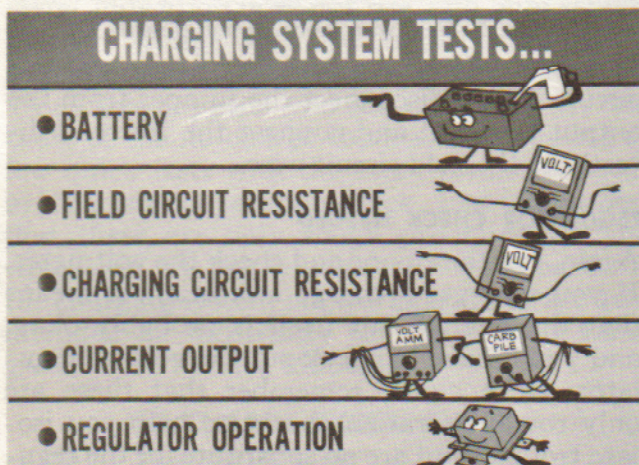 CHARGING SYSTEM TESTS...
● BATTERY
● FIELD CIRCUIT RESISTANCE
VOLT
● CHARGING CIRCUIT RESISTANCE
VOLT
● CURRENT OUTPUT
VOLT
AMM
CARB
PILE
● REGULATOR OPERATION